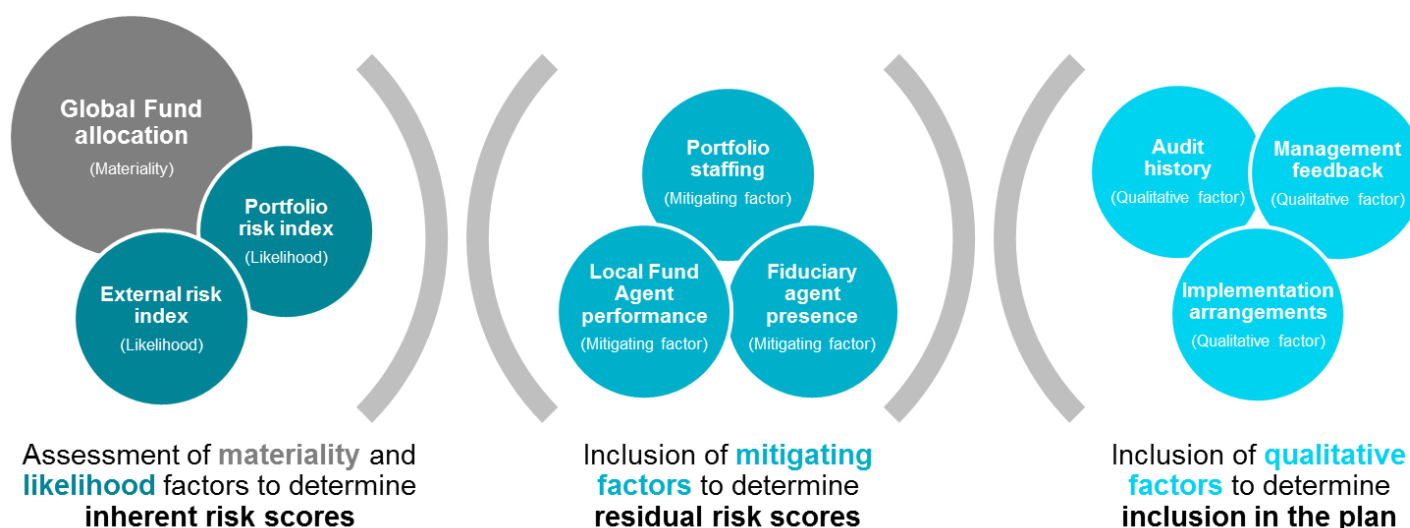 Global Fund
allocation
(Materiality)
Portfolio
risk index
(Likelihood)
External risk
index
(Likelihood)
Assessment of materiality and
likelihood factors to determine
inherent risk scores
Portfolio
staffing
(Mitigating factor)
Local Fund
Agent
performance
(Mitigating factor)
Fiduciary
agent
presence
(Mitigating factor)
Inclusion of mitigating
factors to determine
residual risk scores
Audit
history
(Qualitative factor)
Management
feedback
(Qualitative factor)
Implementation
arrangements
(Qualitative factor)
Inclusion of qualitative
factors to determine
inclusion in the plan